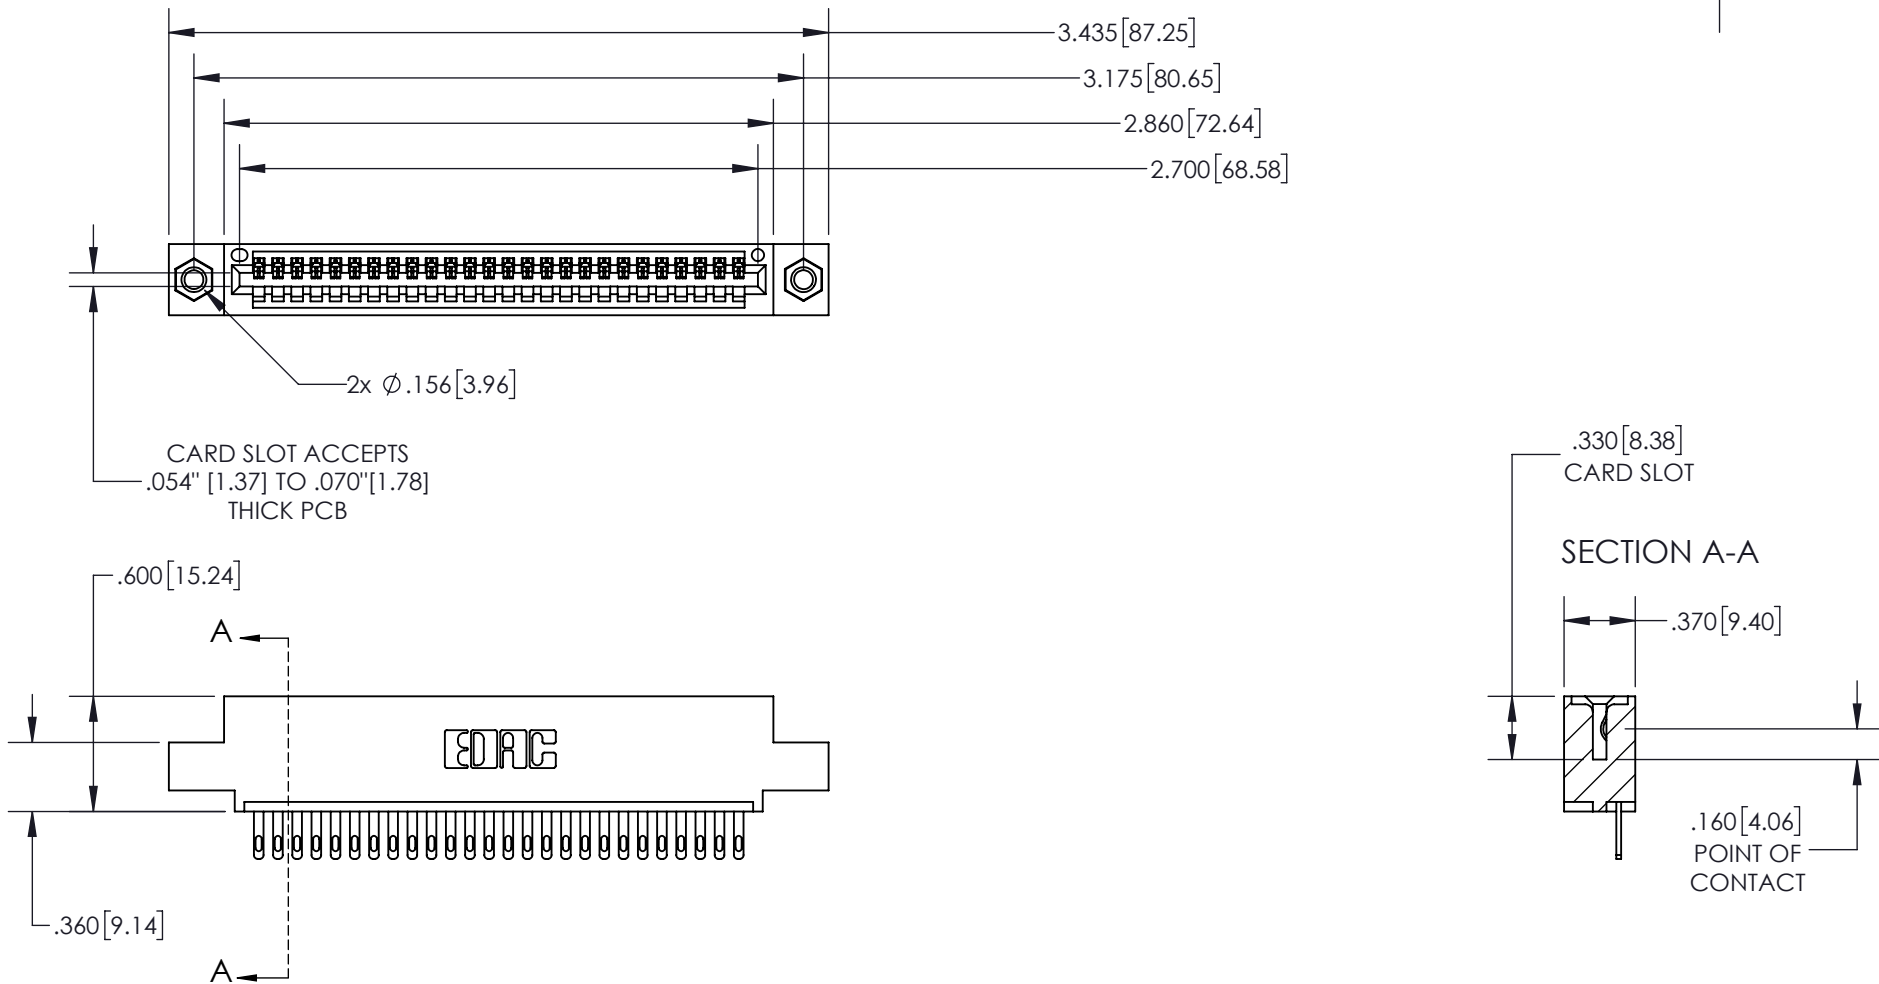 3.435[87.25]
3.175[80.65]
2.860[72.64]
2.700[68.58]
2x Ø.156[3.96]
CARD SLOT ACCEPTS
.054" [1.37] TO .070"[1.78]
THICK PCB
.330[8.38]
CARD SLOT
SECTION A-A
.600[15.24]
.370[9.40]
A
EDAC
.160[4.06]
POINT OF
CONTACT
.360[9.14]
A